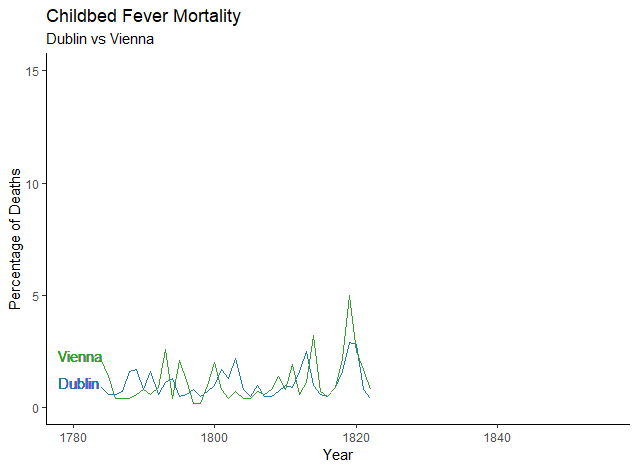 Childbed Fever Mortality
Dublin vs Vienna
15
10
5
0
Percentage of Deaths
Vienna
Dublin
1780
1800
1820
1840
Year